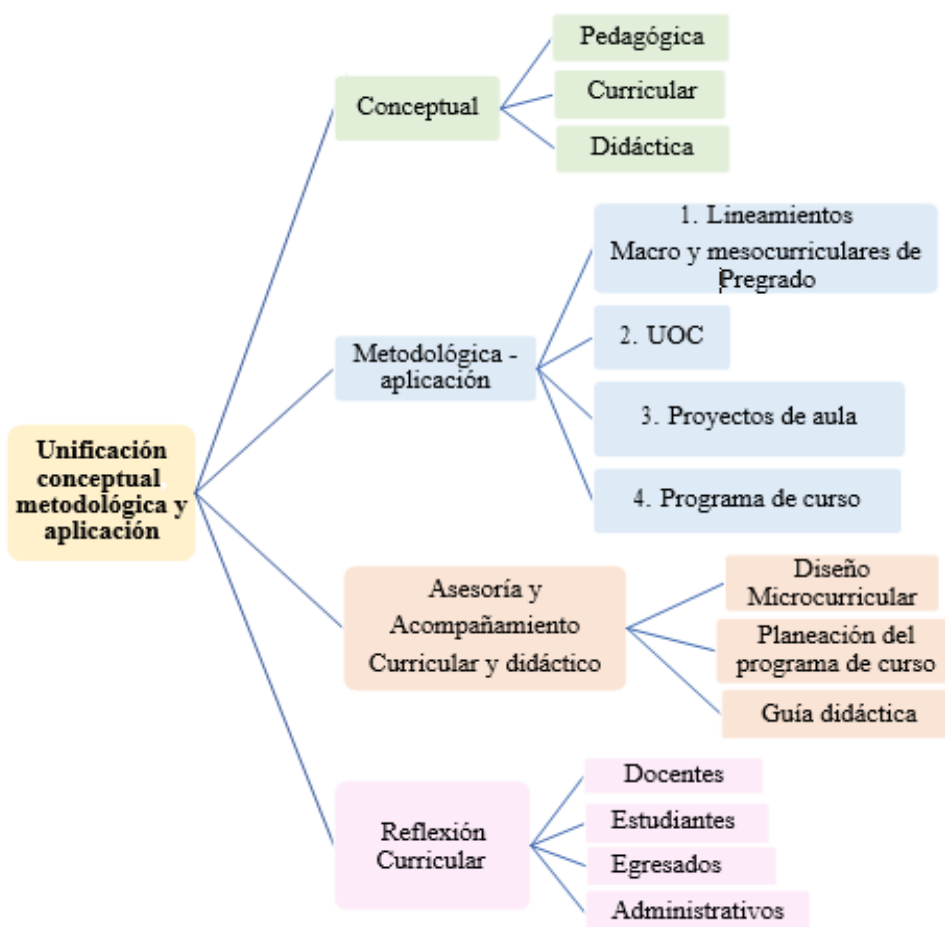 Unificación
conceptual
metodológica y
aplicación
Conceptual
Pedagógica
Curricular
Didáctica
Metodológica -
aplicación
1. Lineamientos
Macro y mesocurriculares de
Pregrado
2. UOC
3. Proyectos de aula
4. Programa de curso
Asesoría y
Acompañamiento
Curricular y didáctico
Diseño
Microcurricular
Planeación del
programa de curso
Guía didáctica
Reflexión
Curricular
Docentes
Estudiantes
Egresados
Administrativos